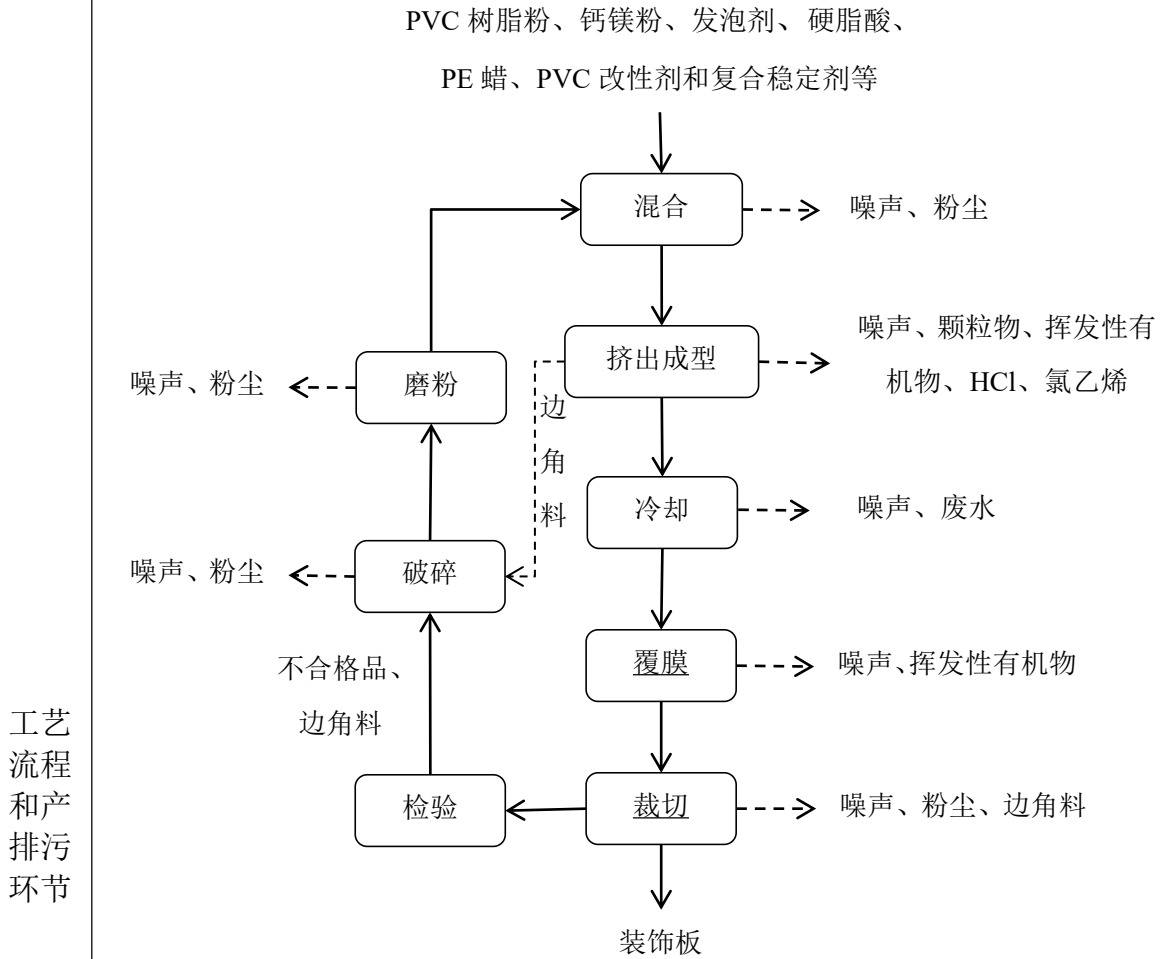 PVC 树脂粉、钙镁粉、发泡剂、硬脂酸、
PE 蜡、PVC 改性剂和复合稳定剂等
混合
噪声、粉尘
挤出成型
噪声、颗粒物、挥发性有
机物、HCl、氯乙烯
磨粉
噪声、粉尘
边
角
料
冷却
噪声、废水
破碎
噪声、粉尘
覆膜
噪声、挥发性有机物
不合格品、
边角料
检验
裁切
噪声、粉尘、边角料
装饰板
工艺
流程
和产
排污
环节